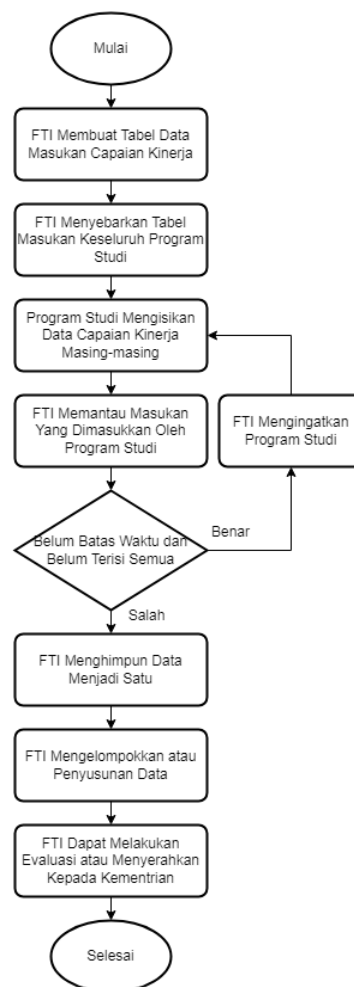 Mulai
FTI Membuat Tabel Data
Masukan Capaian Kinerja
FTI Menyebarkan Tabel
Masukan Keseluruh Program
Studi
Program Studi Mengisikan
Data Capaian Kinerja
Masing-masing
FTI Memantau Masukan
Yang Dimasukkan Oleh
Program Studi
FTI Mengingatkan
Program Studi
Belum Batas Waktu dan
Belum Terisi Semua
Benar
Salah
FTI Menghimpun Data
Menjadi Satu
FTI Mengelompokkan atau
Penyusunan Data
FTI Dapat Melakukan
Evaluasi atau Menyerahkan
Kepada Kementrian
Selesai